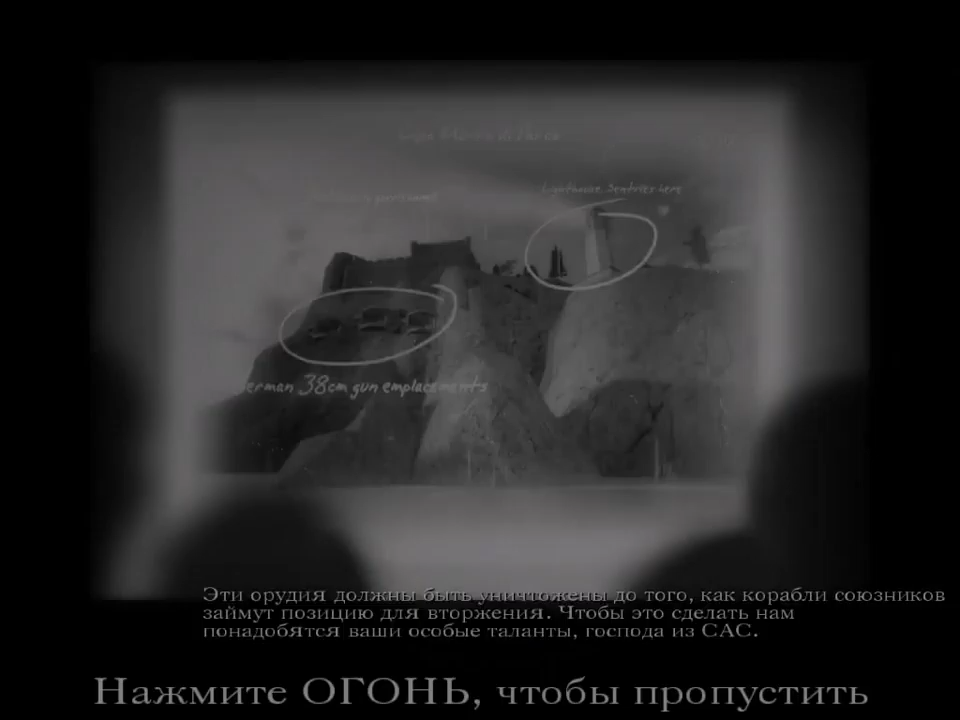 Lighthouse. Sentries here
German 38cm gun emplacements
Эти орудия должны быть уничтожены до того, как корабли союзников
займут позицию для вторжения. Чтобы это сделать нам
понадобятся ваши особые таланты, господа из САС.
Нажмите ОГОНЬ, чтобы пропустить